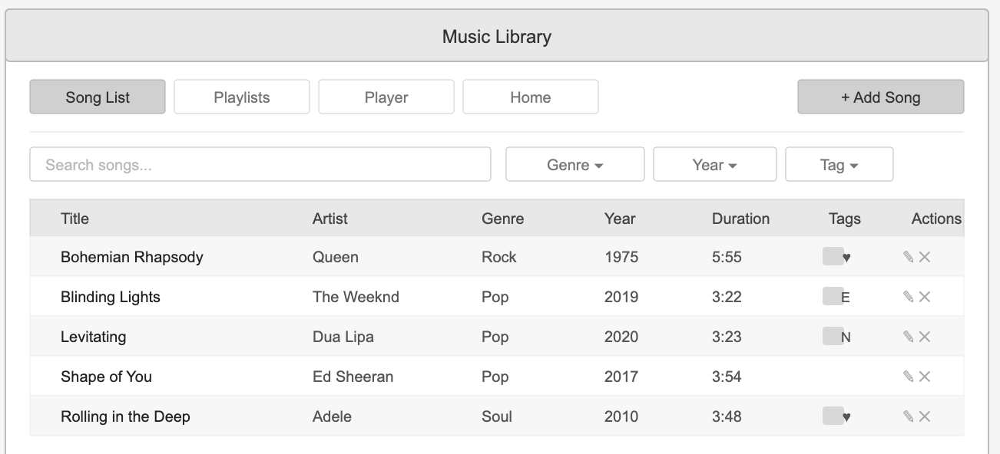 Music Library
Song List Playlists Player Home + Add Song
Search songs... Genre Year Tag
Title Artist Genre Year Duration Tags Actions
Bohemian Rhapsody Queen Rock 1975 5:55 ♥
Blinding Lights The Weeknd Pop 2019 3:22 E
Levitating Dua Lipa Pop 2020 3:23 N
Shape of You Ed Sheeran Pop 2017 3:54
Rolling in the Deep Adele Soul 2010 3:48 ♥